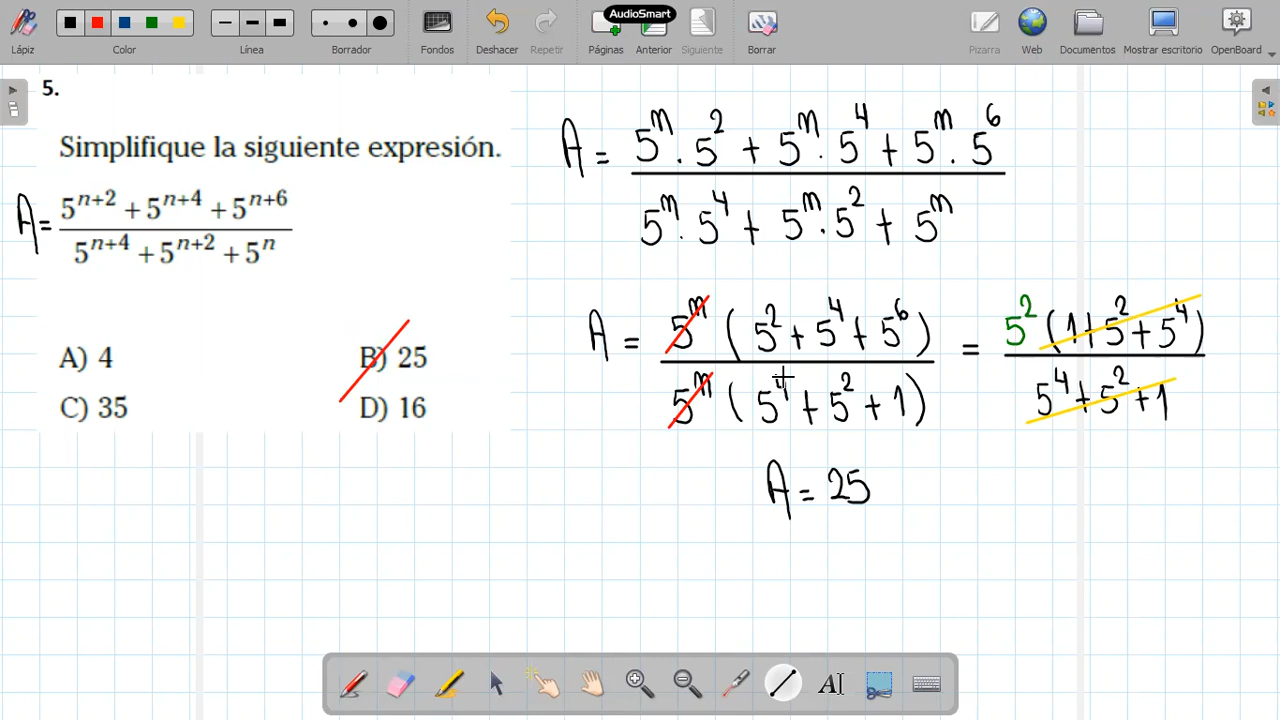 AudioSmart
Lápiz Color Línea Borrador Fondos Deshacer Repetir Páginas Anterior Siguiente Borrar Pizarra Web Documentos Mostrar escritorio OpenBoard
5.
Simplifique la siguiente expresión.
A = \frac{5^{n+2} + 5^{n+4} + 5^{n+6}}{5^{n+4} + 5^{n+2} + 5^{n}}
A) 4
B) 25
C) 35
D) 16
A = \frac{5^{n} . 5^{2} + 5^{n} . 5^{4} + 5^{n} . 5^{6}}{5^{n} . 5^{4} + 5^{n} . 5^{2} + 5^{n}}
A = \frac{5^{n} (5^{2} + 5^{4} + 5^{6})}{5^{n} (5^{4} + 5^{2} + 1)} = \frac{5^{2} (1 + 5^{2} + 5^{4})}{5^{4} + 5^{2} + 1}
A = 25